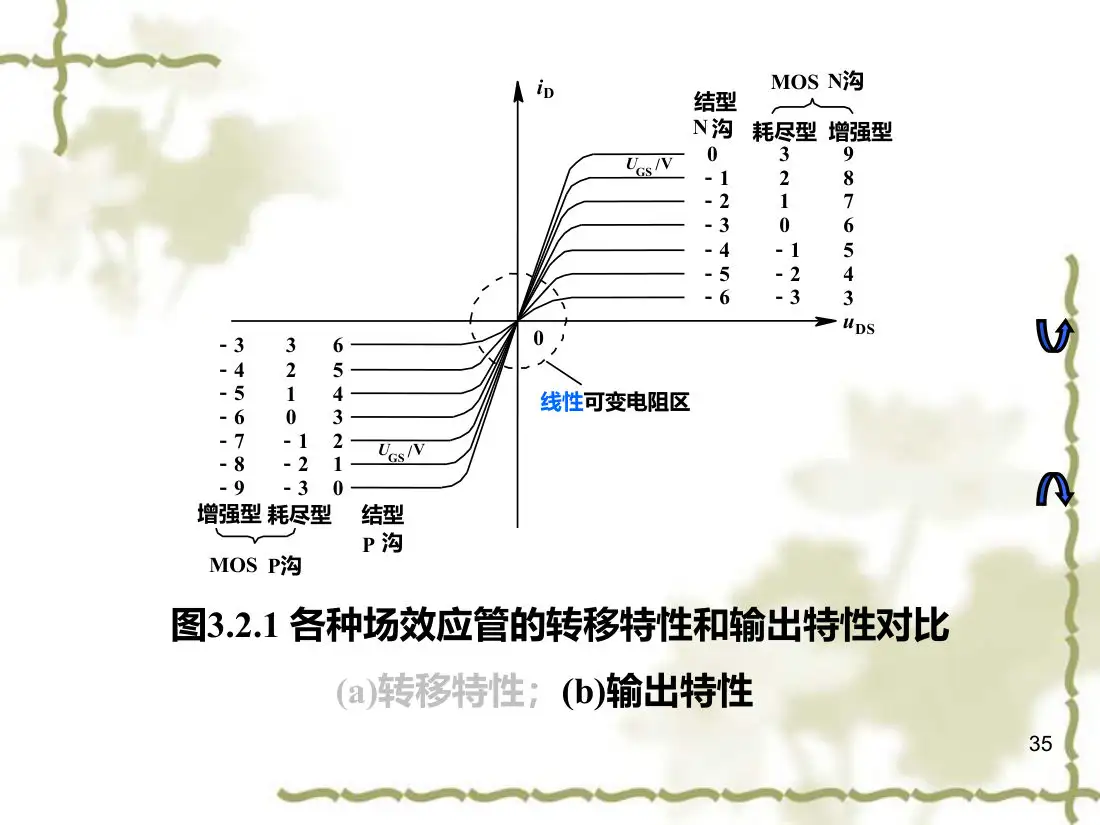 iD
MOS N沟
结型
N 沟
耗尽型 增强型
UGS /V
0 3 9
-1 2 8
-2 1 7
-3 0 6
-4 -1 5
-5 -2 4
-6 -3 3
uDS
0
线性可变电阻区
-3 3 6
-4 2 5
-5 1 4
-6 0 3
-7 -1 2
-8 -2 1
-9 -3 0
UGS /V
增强型 耗尽型 结型
P 沟
MOS P沟
图3.2.1 各种场效应管的转移特性和输出特性对比
(a)转移特性; (b)输出特性
35